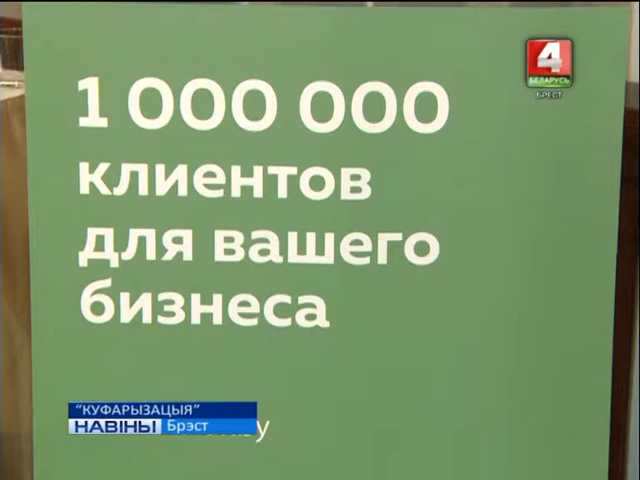 4
БЕЛАРУСЬ
БРЕСТ
1 000 000
клиентов
для вашего
бизнеса
"КУФАРЫЗАЦЫЯ"
НАВІНЫ Брэст